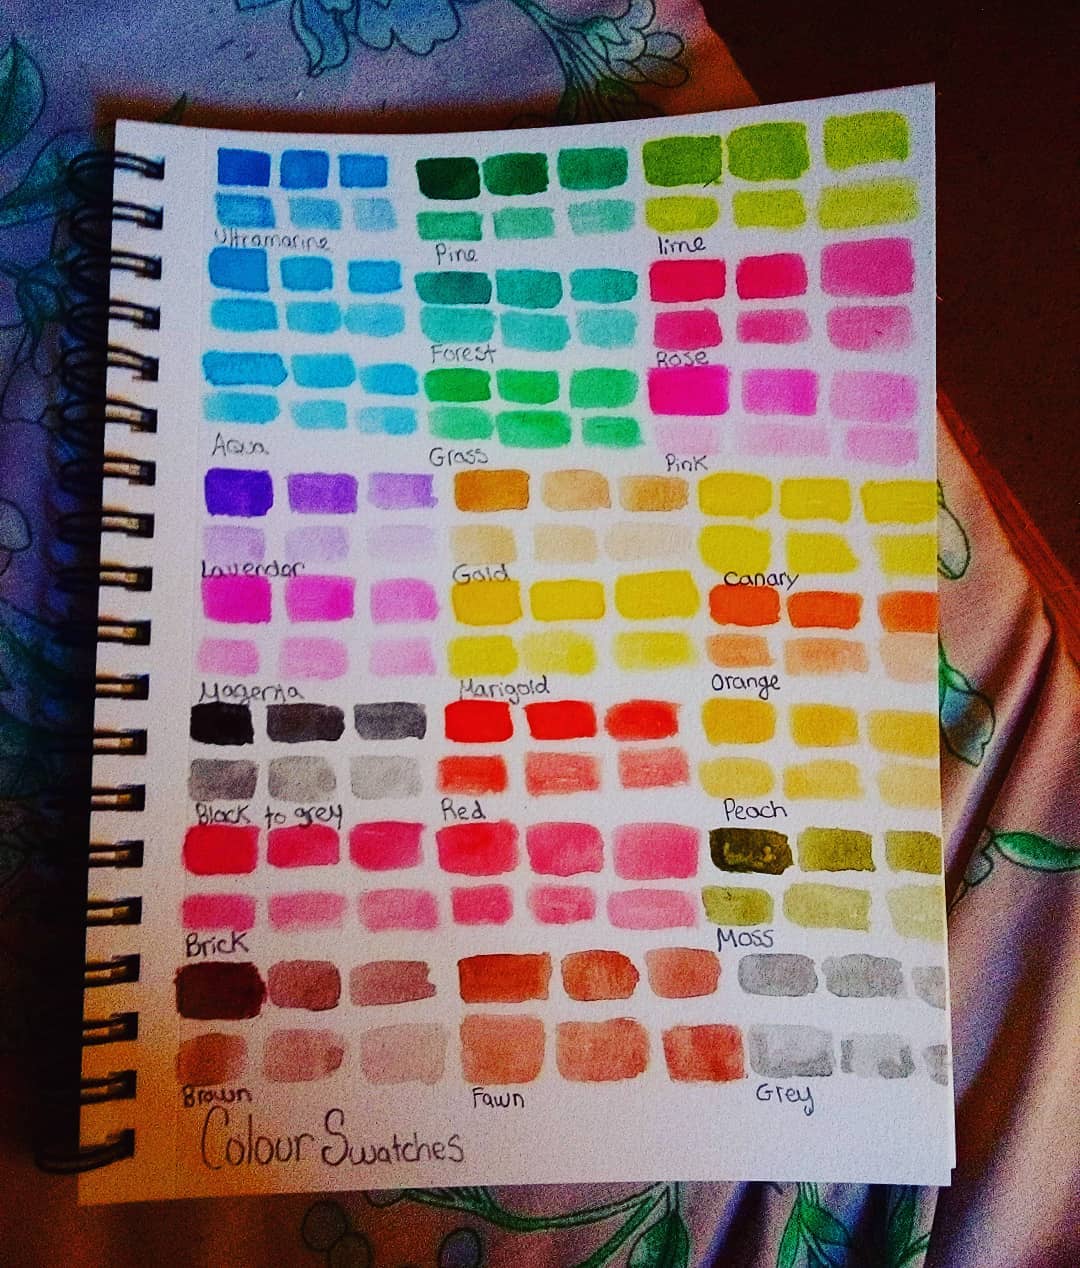 Ultramarine
Pine
lime
Forest
Rose
Aqua
Grass
Pink
Lavendar
Gold
Canary
Magenta
Marigold
Orange
Black to grey
Red
Peach
Brick
Moss
Brown
Fawn
Grey
Colour Swatches